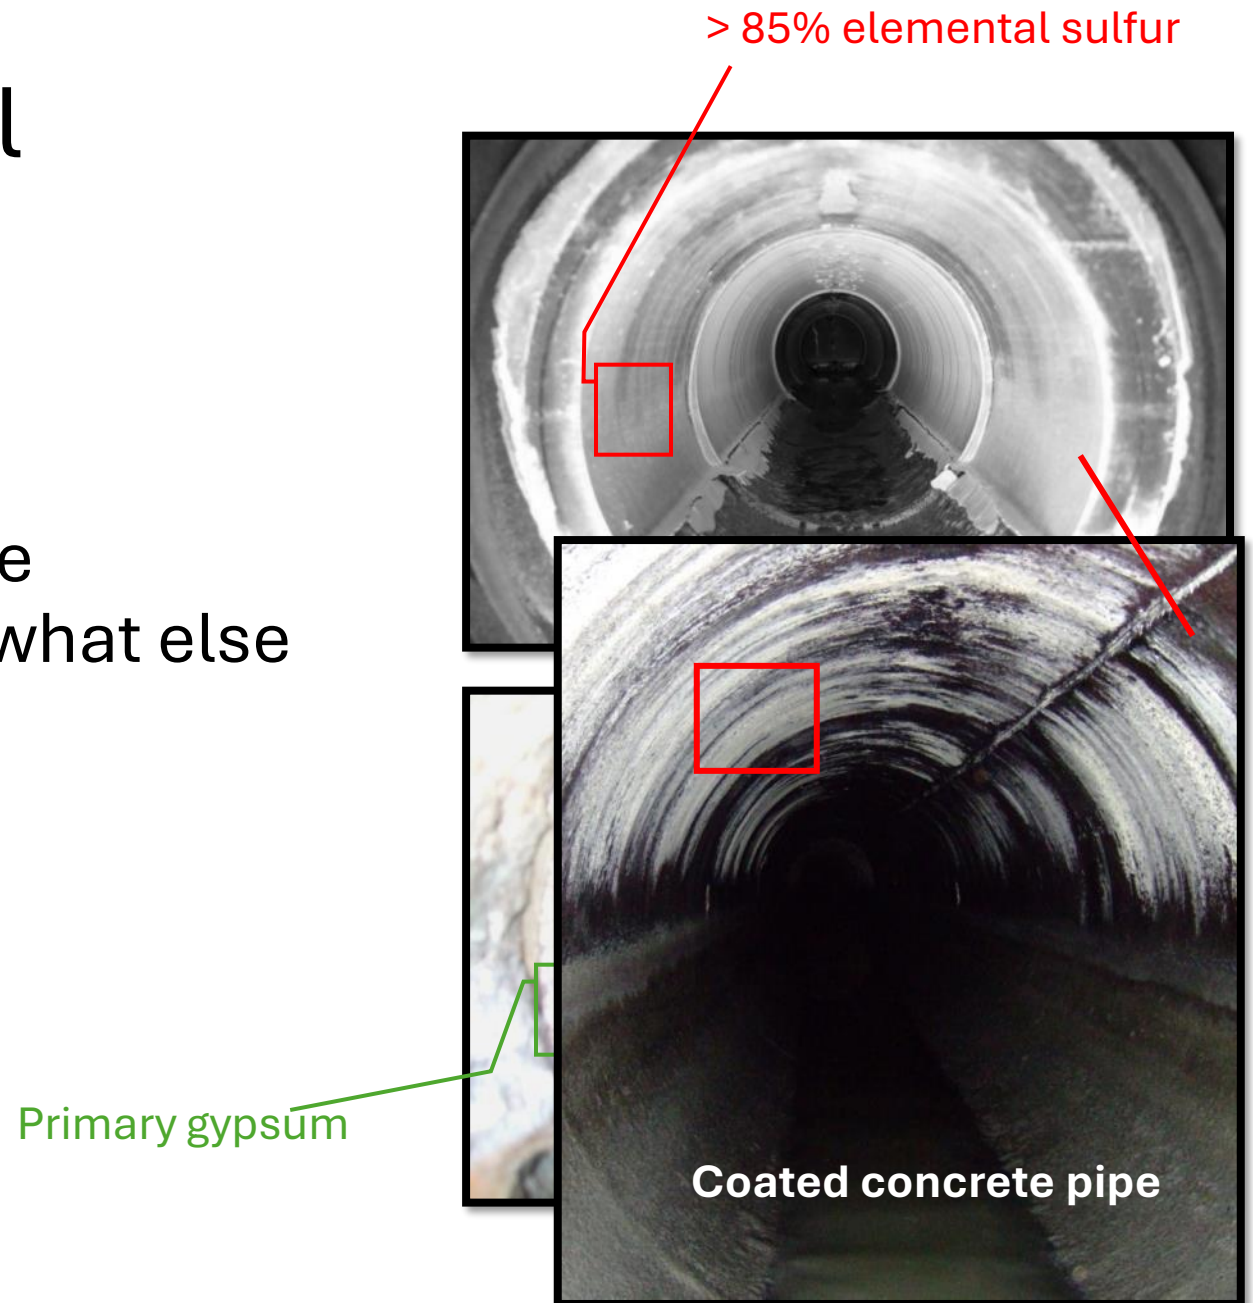 > 85% elemental sulfur
l
e
what else
Primary gypsum
Coated concrete pipe